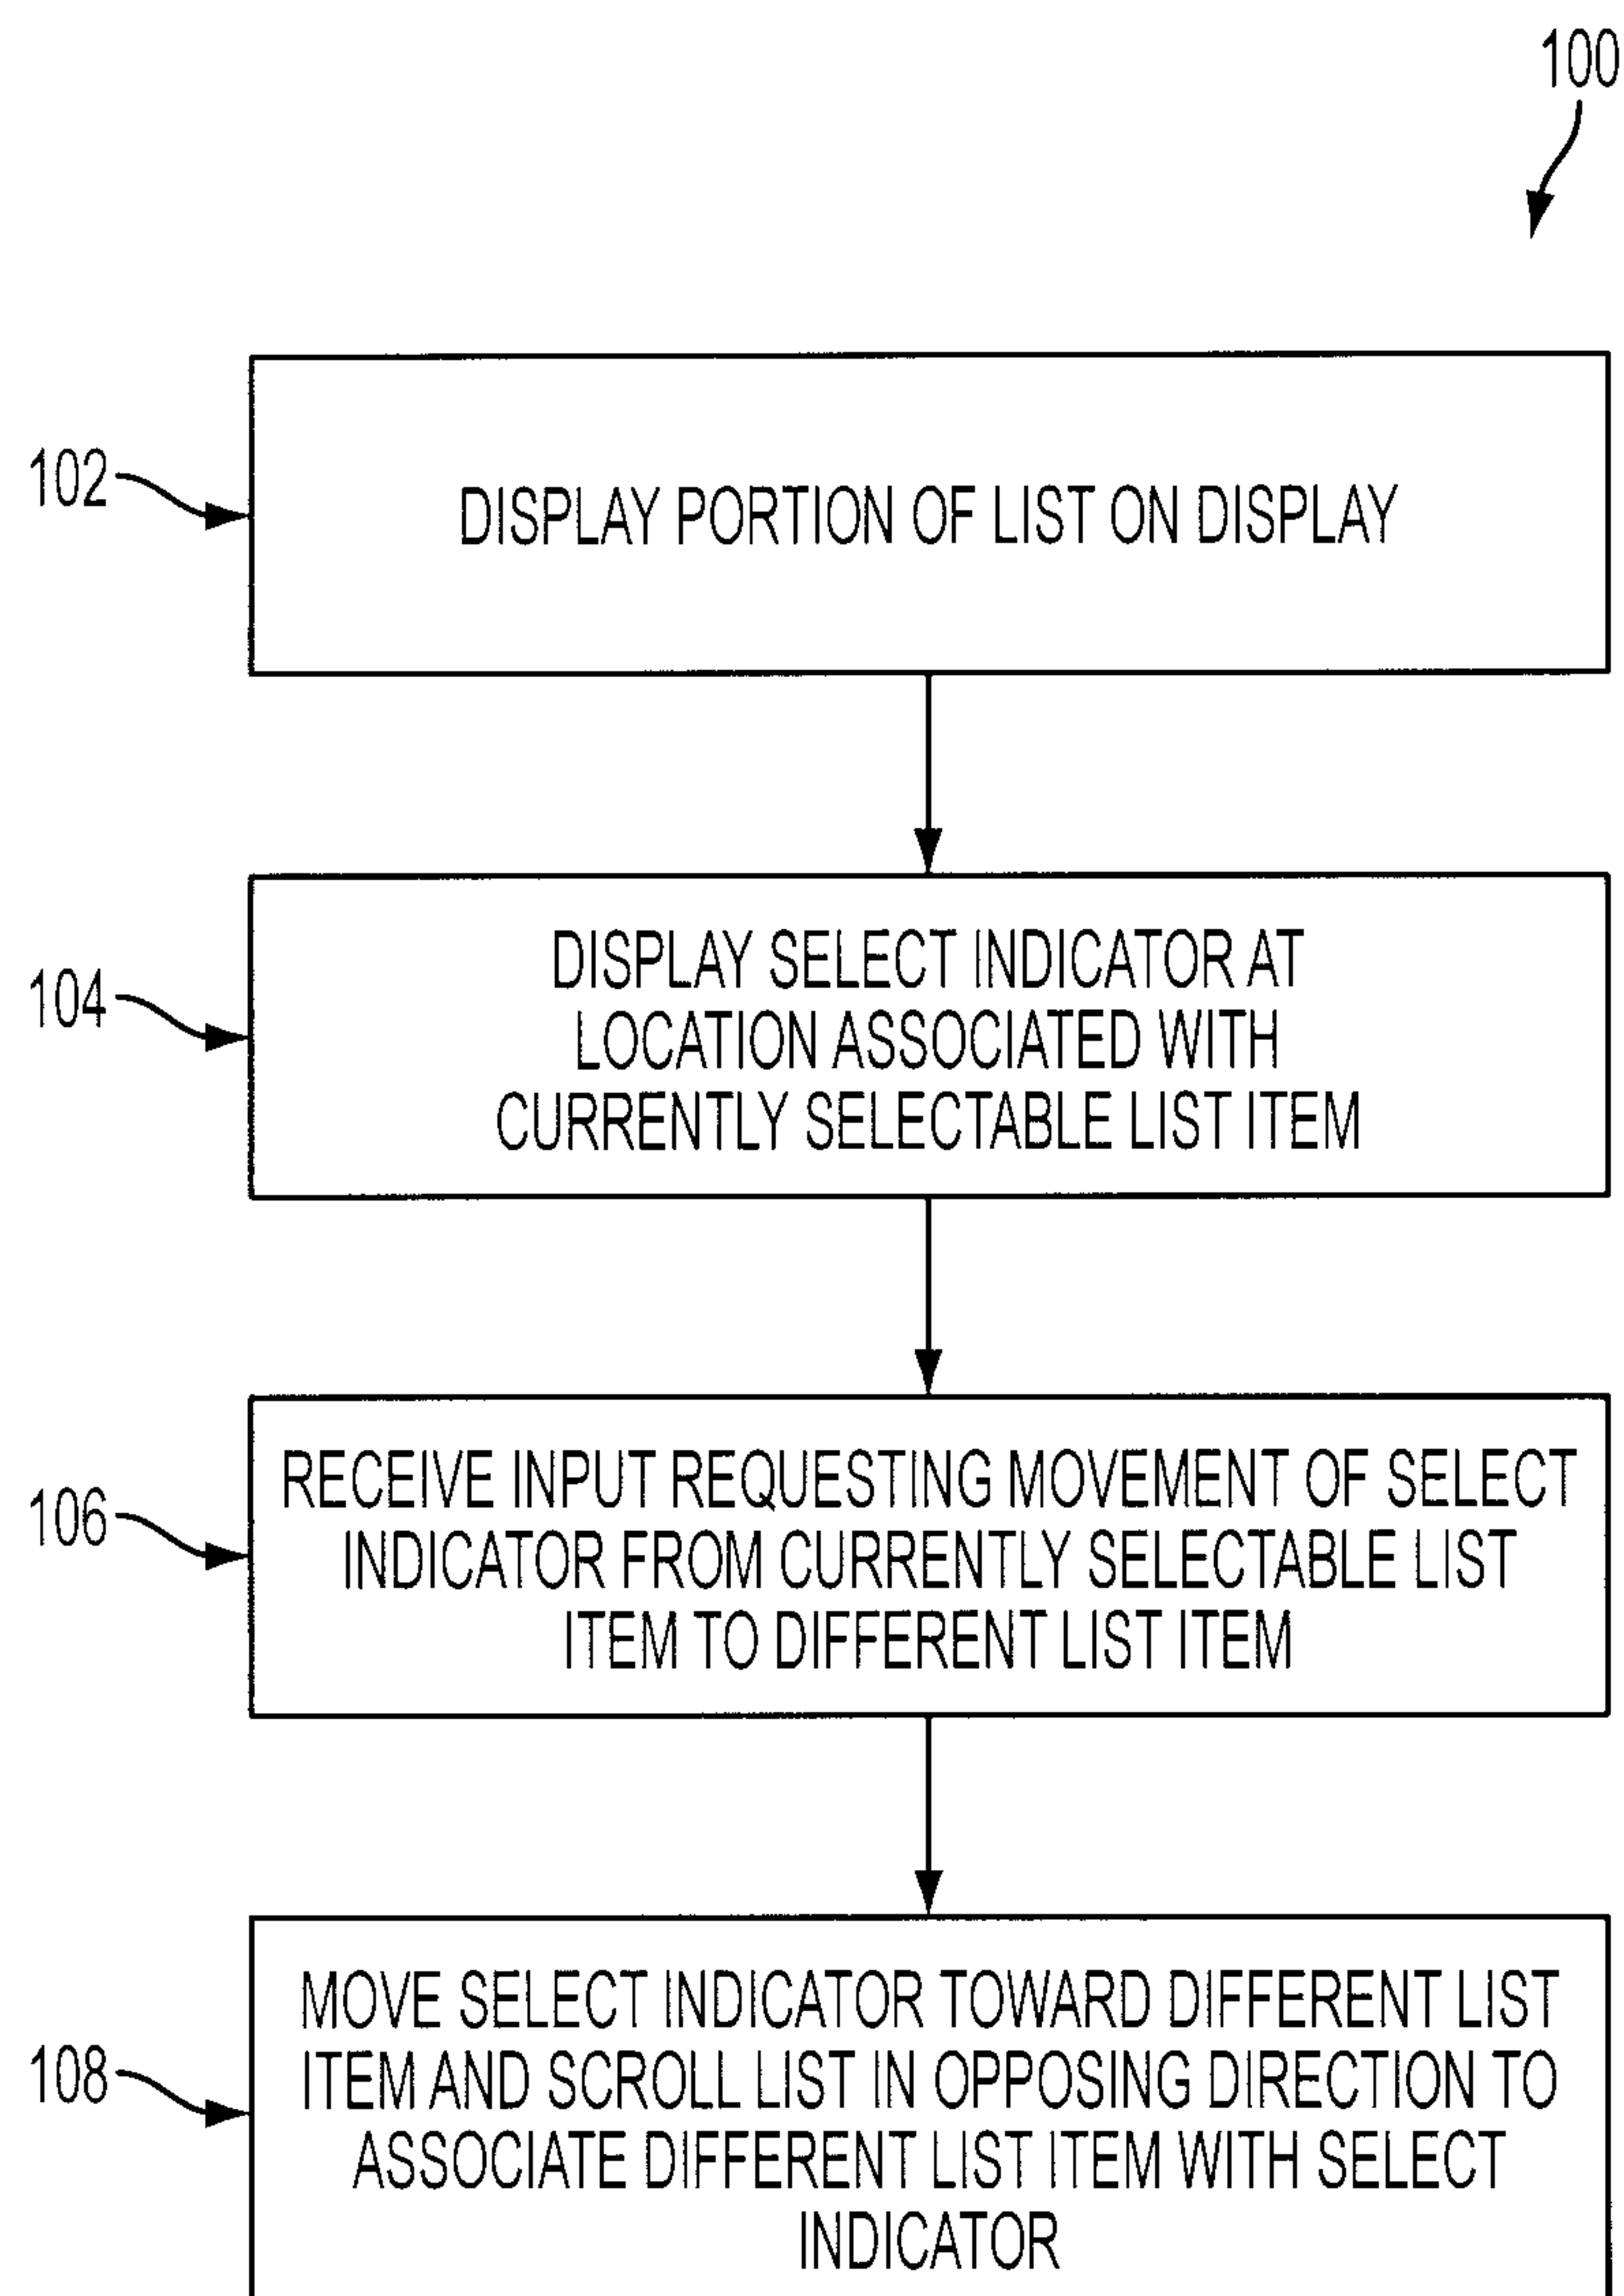 100
102
DISPLAY PORTION OF LIST ON DISPLAY
104
DISPLAY SELECT INDICATOR AT
LOCATION ASSOCIATED WITH
CURRENTLY SELECTABLE LIST ITEM
106
RECEIVE INPUT REQUESTING MOVEMENT OF SELECT
INDICATOR FROM CURRENTLY SELECTABLE LIST
ITEM TO DIFFERENT LIST ITEM
108
MOVE SELECT INDICATOR TOWARD DIFFERENT LIST
ITEM AND SCROLL LIST IN OPPOSING DIRECTION TO
ASSOCIATE DIFFERENT LIST ITEM WITH SELECT
INDICATOR